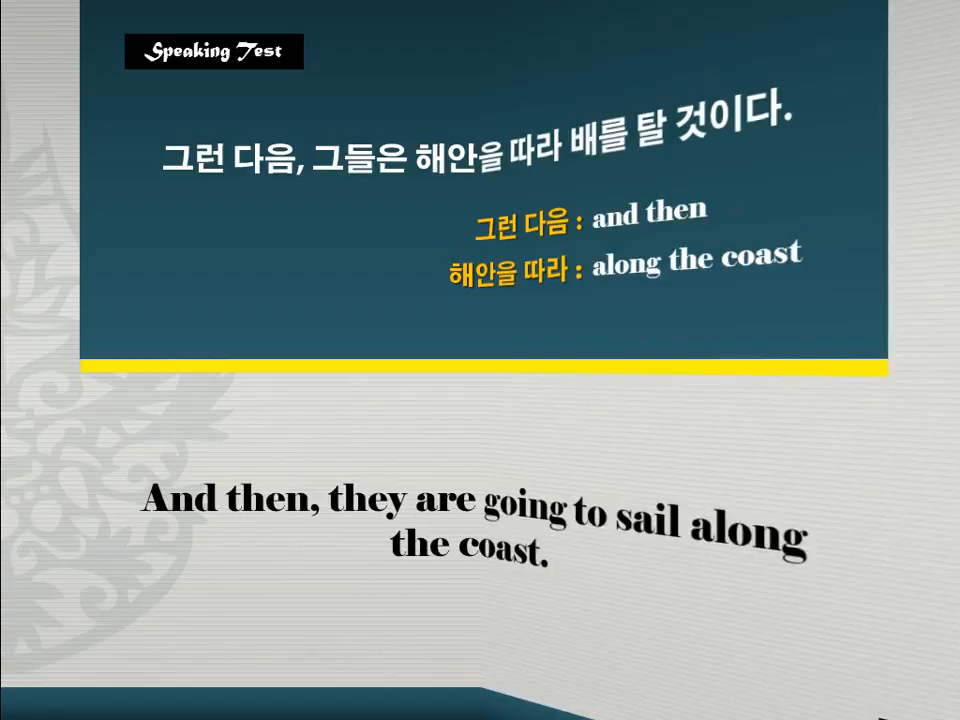 Speaking Test
그런 다음, 그들은 해안을 따라 배를 탈 것이다.
그런 다음 : and then
해안을 따라 : along the coast
And then, they are going to sail along
the coast.